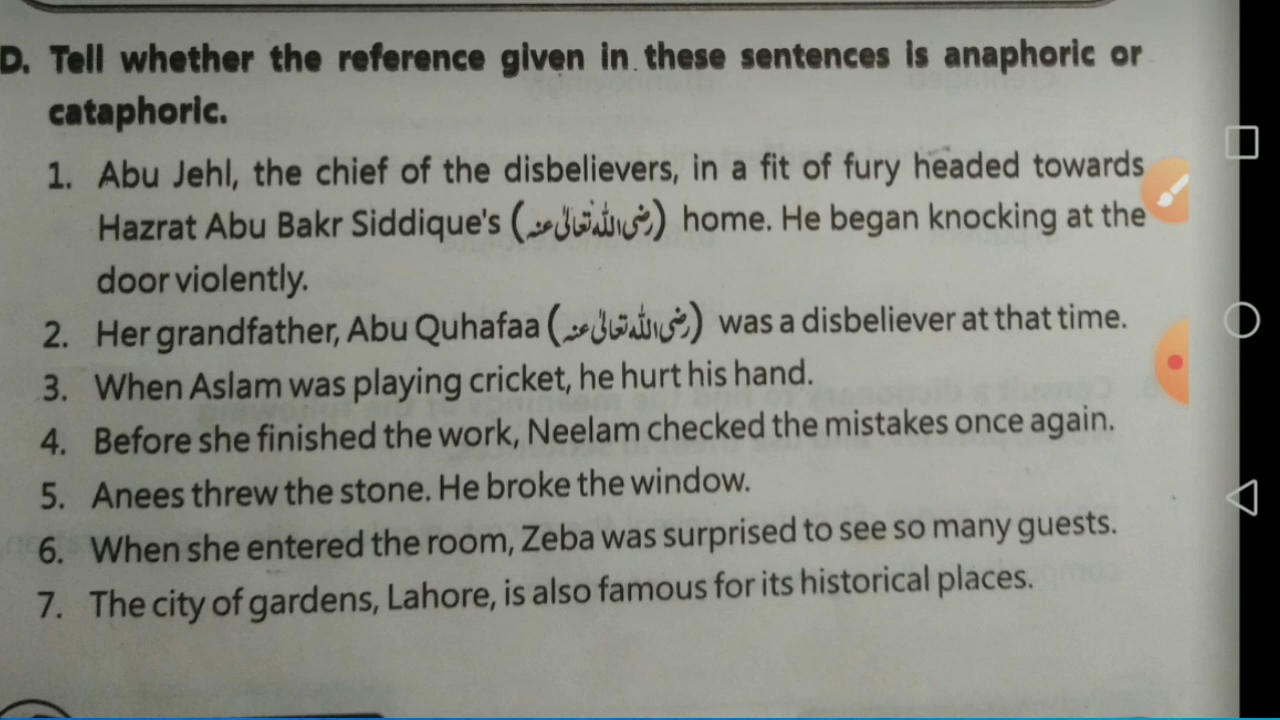 D. Tell whether the reference given in these sentences is anaphoric or
cataphoric.
1. Abu Jehl, the chief of the disbelievers, in a fit of fury headed towards
Hazrat Abu Bakr Siddique's (رضی اللہ تعالیٰ عنہ) home. He began knocking at the
door violently.
2. Her grandfather, Abu Quhafaa (رضی اللہ تعالیٰ عنہ) was a disbeliever at that time.
3. When Aslam was playing cricket, he hurt his hand.
4. Before she finished the work, Neelam checked the mistakes once again.
5. Anees threw the stone. He broke the window.
6. When she entered the room, Zeba was surprised to see so many guests.
7. The city of gardens, Lahore, is also famous for its historical places.